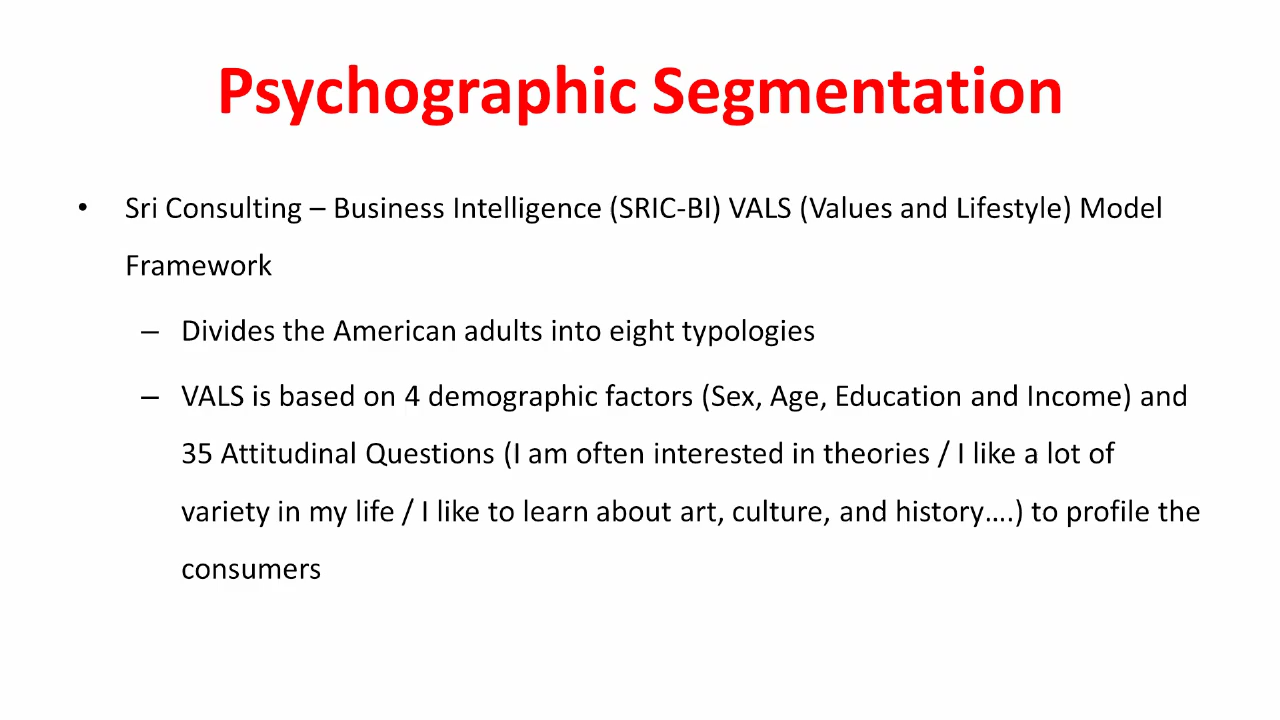 Psychographic Segmentation
• Sri Consulting – Business Intelligence (SRIC-BI) VALS (Values and Lifestyle) Model
Framework
– Divides the American adults into eight typologies
– VALS is based on 4 demographic factors (Sex, Age, Education and Income) and
35 Attitudinal Questions (I am often interested in theories / I like a lot of
variety in my life / I like to learn about art, culture, and history….) to profile the
consumers